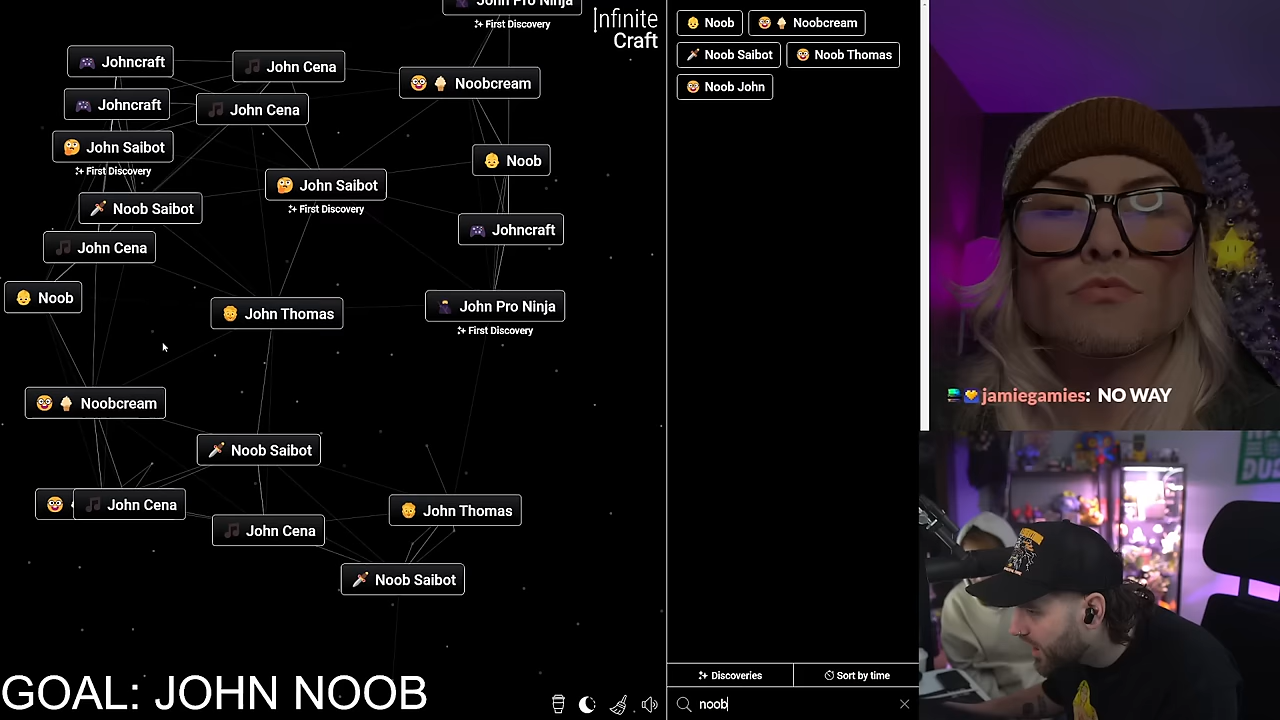 John Pro Ninja
First Discovery
Infinite
Craft
Johncraft
John Cena
Noobcream
Johncraft
John Cena
John Saibot
First Discovery
Noob
John Saibot
First Discovery
Noob Saibot
Johncraft
John Cena
Noob
John Thomas
John Pro Ninja
First Discovery
Noobcream
Noob Saibot
John Cena
John Thomas
John Cena
Noob Saibot
GOAL: JOHN NOOB
Noob
Noobcream
Noob Saibot
Noob Thomas
Noob John
Discoveries
Sort by time
noob
jamiegamies: NO WAY